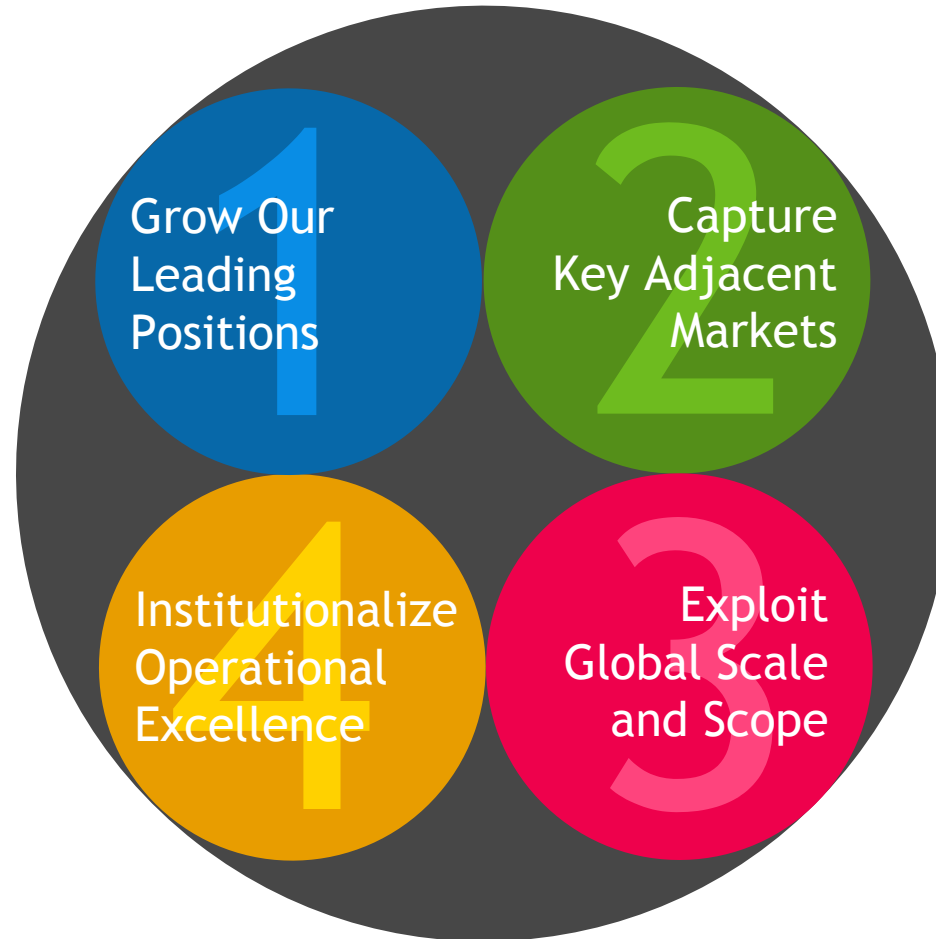 1
Grow Our
Leading
Positions
2
Capture
Key Adjacent
Markets
3
Exploit
Global Scale
and Scope
4
Institutionalize
Operational
Excellence